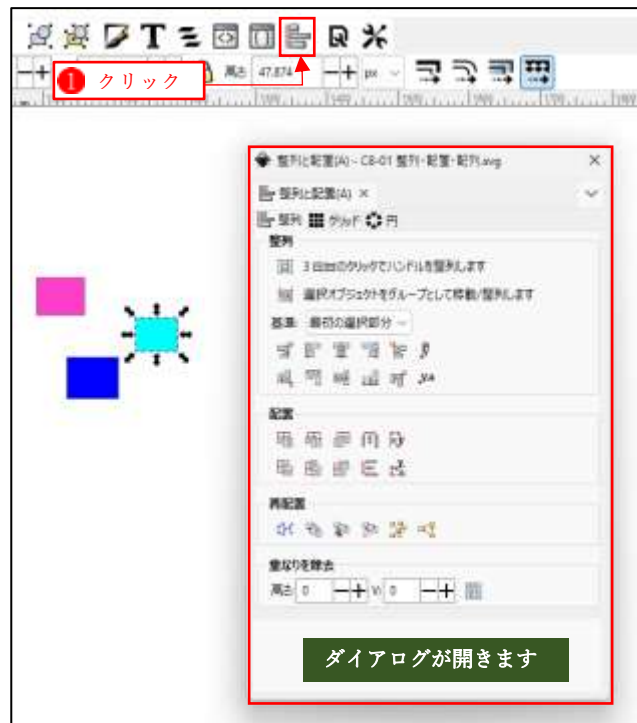 高さ 47.874 px
1 クリック
整列と配置(A) - C8-01 整列・配置・配列.svg
整列と配置(A)
整列 グリッド 円
整列
3 回目のクリックでハンドルを整列します
選択オブジェクトをグループとして移動/整列します
基準: 最初の選択部分
配置
再配置
重なりを除去
高さ: 0 V: 0
ダイアログが開きます